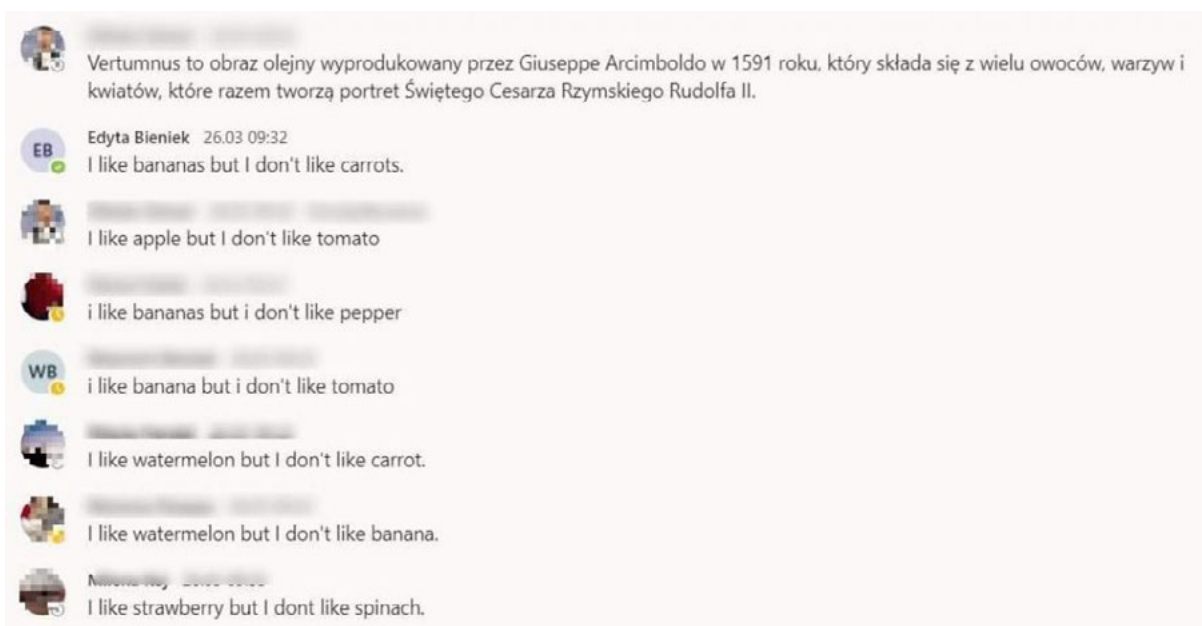 Vertumnus to obraz olejny wyprodukowany przez Giuseppe Arcimboldo w 1591 roku, który składa się z wielu owoców, warzyw i
kwiatów, które razem tworzą portret Świętego Cesarza Rzymskiego Rudolfa II.
EB
Edyta Bieniek 26.03 09:32
I like bananas but I don't like carrots.
I like apple but I don't like tomato
i like bananas but i don't like pepper
WB
i like banana but i don't like tomato
I like watermelon but I don't like carrot.
I like watermelon but I don't like banana.
I like strawberry but I dont like spinach.